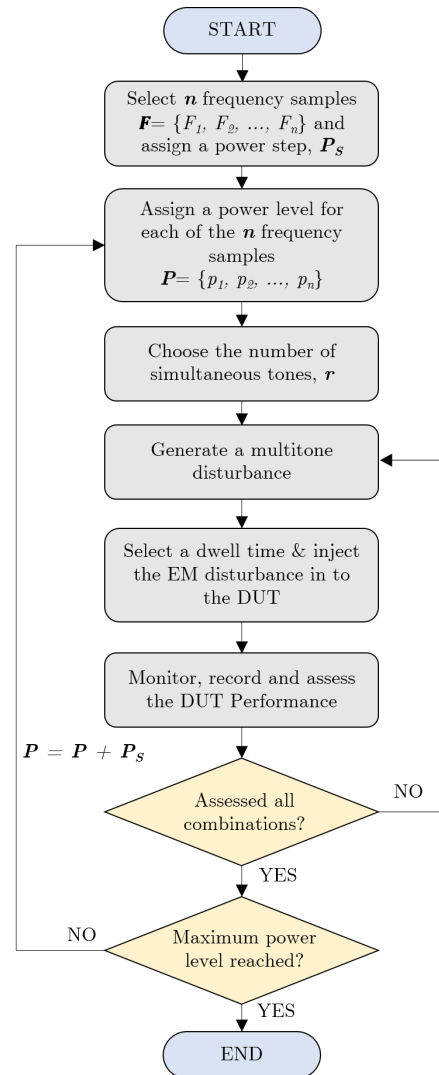 START
Select n frequency samples
F= {F₁, F₂, ..., Fₙ} and
assign a power step, Pₛ
Assign a power level for
each of the n frequency
samples
P= {p₁, p₂, ..., pₙ}
Choose the number of
simultaneous tones, r
Generate a multitone
disturbance
Select a dwell time & inject
the EM disturbance in to
the DUT
Monitor, record and assess
the DUT Performance
P = P + Pₛ
Assessed all
combinations?
NO
YES
Maximum power
level reached?
NO
YES
END